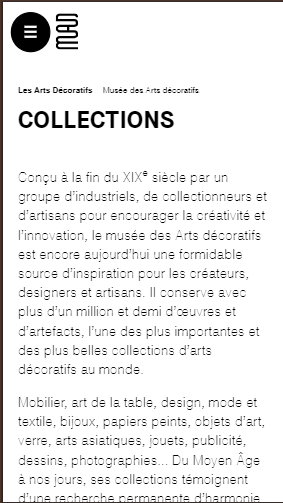 MAD
Les Arts Décoratifs Musée des Arts décoratifs
COLLECTIONS
Conçu à la fin du XIXe siècle par un
groupe d’industriels, de collectionneurs et
d’artisans pour encourager la créativité et
l’innovation, le musée des Arts décoratifs
est encore aujourd’hui une formidable
source d’inspiration pour les créateurs,
designers et artisans. Il conserve avec
plus d’un million et demi d’œuvres et
d’artefacts, l’une des plus importantes et
des plus belles collections d’arts
décoratifs au monde.
Mobilier, art de la table, design, mode et
textile, bijoux, papiers peints, objets d’art,
verre, arts asiatiques, jouets, publicité,
dessins, photographies... Du Moyen Âge
à nos jours, ses collections témoignent
d’une recherche permanente d’harmonie